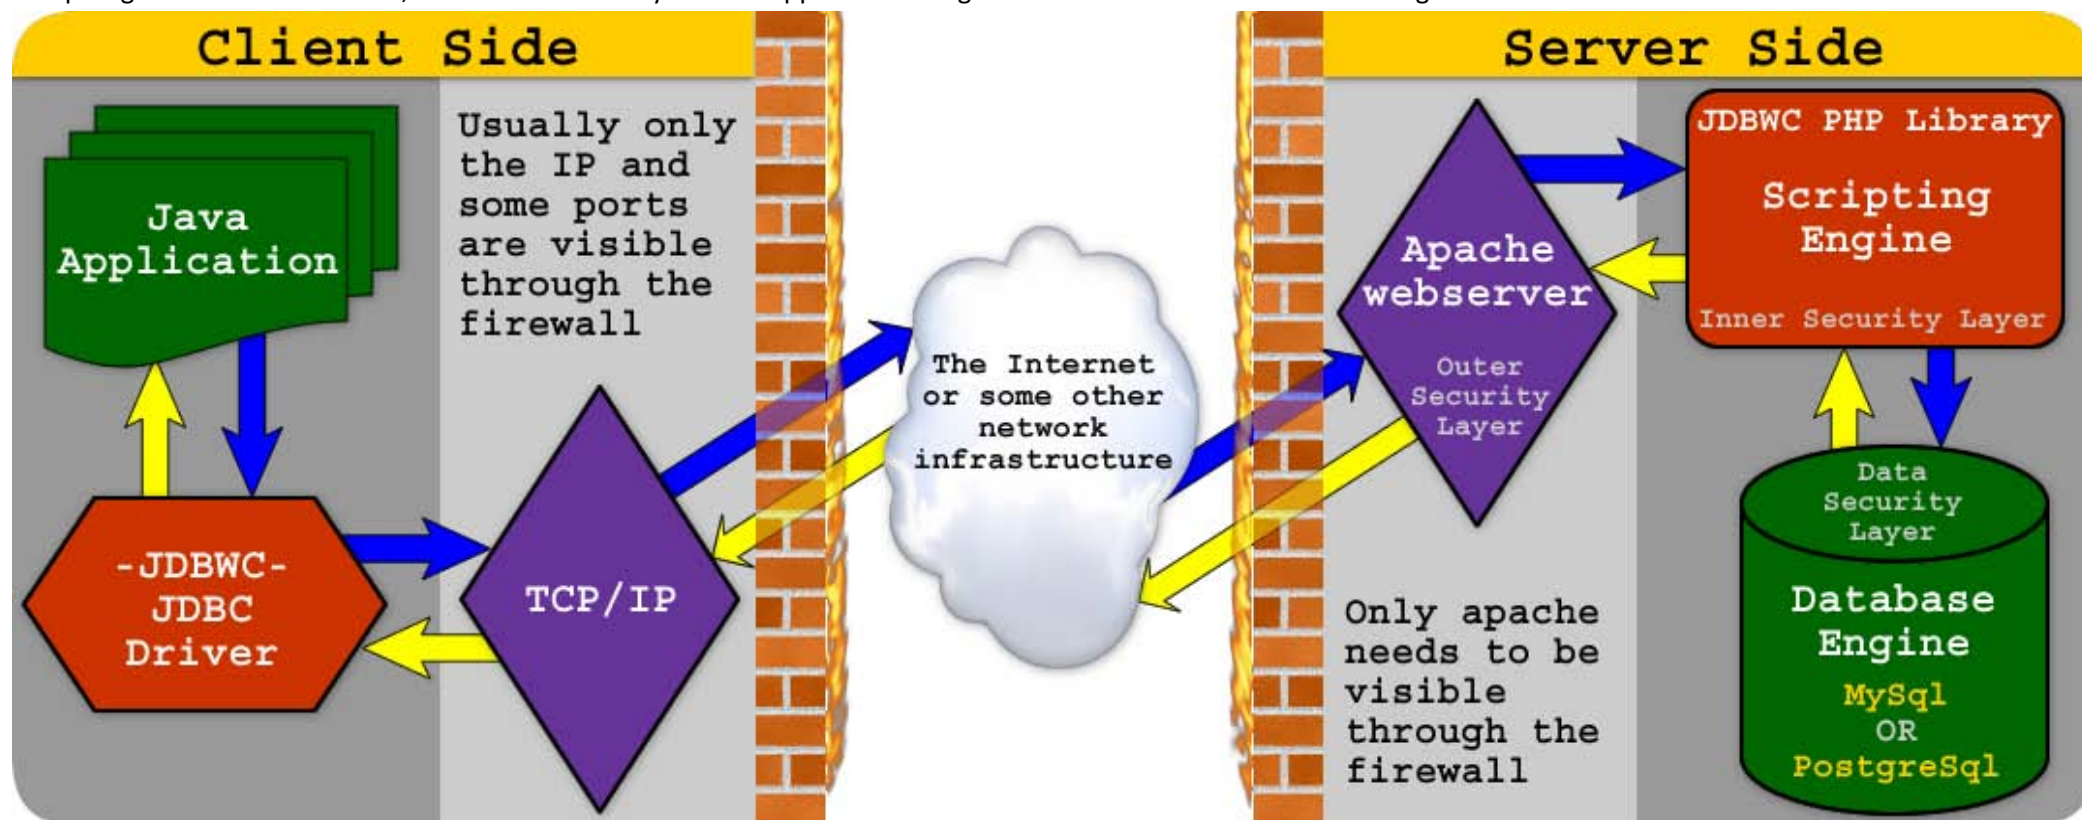 Client Side
Java
Application
-JDBWC-
JDBC
Driver
Usually only
the IP and
some ports
are visible
through the
firewall
TCP/IP
The Internet
or some other
network
infrastructure
Server Side
Apache
webserver
Outer
Security
Layer
Only apache
needs to be
visible
through the
firewall
JDBWC PHP Library
Scripting
Engine
Inner Security Layer
Data
Security
Layer
Database
Engine
MySql
OR
PostgreSql